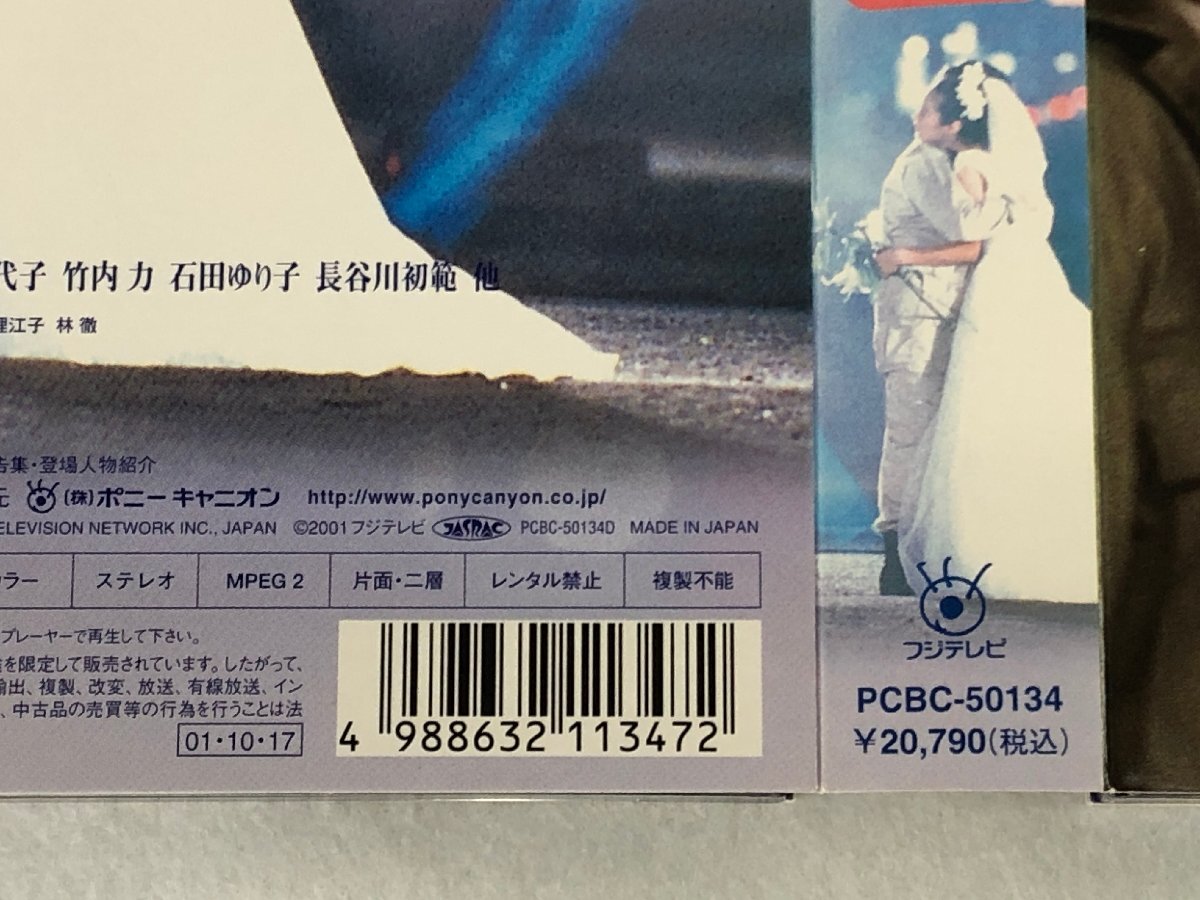 代子 竹内 力 石田ゆり子 長谷川初範 他
理江子 林 徹
告集・登場人物紹介
元 (株)ポニーキャニオン http://www.ponycanyon.co.jp/
ELEVISION NETWORK INC., JAPAN ©2001 フジテレビ JASRAC PCBC-50134D MADE IN JAPAN
カラー ステレオ MPEG 2 片面・二層 レンタル禁止 複製不能
プレーヤーで再生して下さい。
を限定して販売されています。したがって、
輸出、複製、改変、放送、有線放送、イン
、中古品の売買等の行為を行うことは法
01・10・17
4 988632 113472
フジテレビ
PCBC-50134
¥20,790(税込)